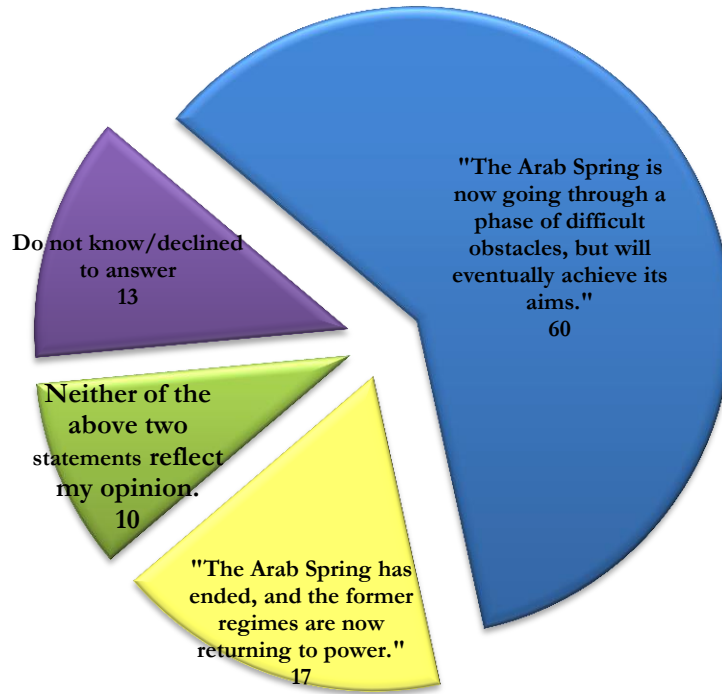 "The Arab Spring is
now going through a
phase of difficult
obstacles, but will
eventually achieve its
aims."
60
Do not know/declined
to answer
13
Neither of the
above two
statements reflect
my opinion.
10
"The Arab Spring has
ended, and the former
regimes are now
returning to power."
17